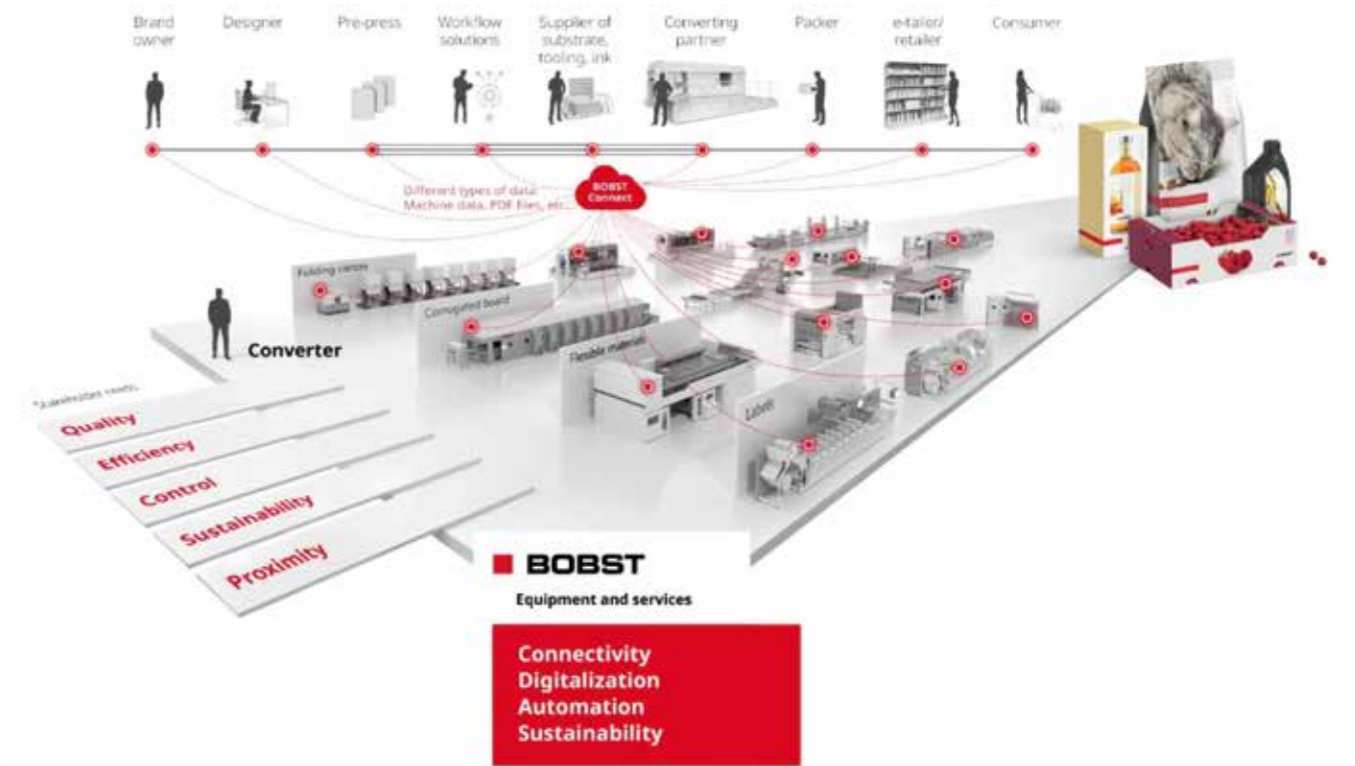 Brand
owner
Designer
Pre-press
Workflow
solutions
Supplier of
substrate,
tooling, ink
Converting
partner
Packer
e-tailer/
retailer
Consumer
Different types of data:
Machine data, PDF Files, etc.
BOBST
Connect
Folding carton
Corrugated board
Flexible materials
Labels
Converter
Stakeholder needs
Quality
Efficiency
Control
Sustainability
Proximity
BOBST
Equipment and services
Connectivity
Digitalization
Automation
Sustainability